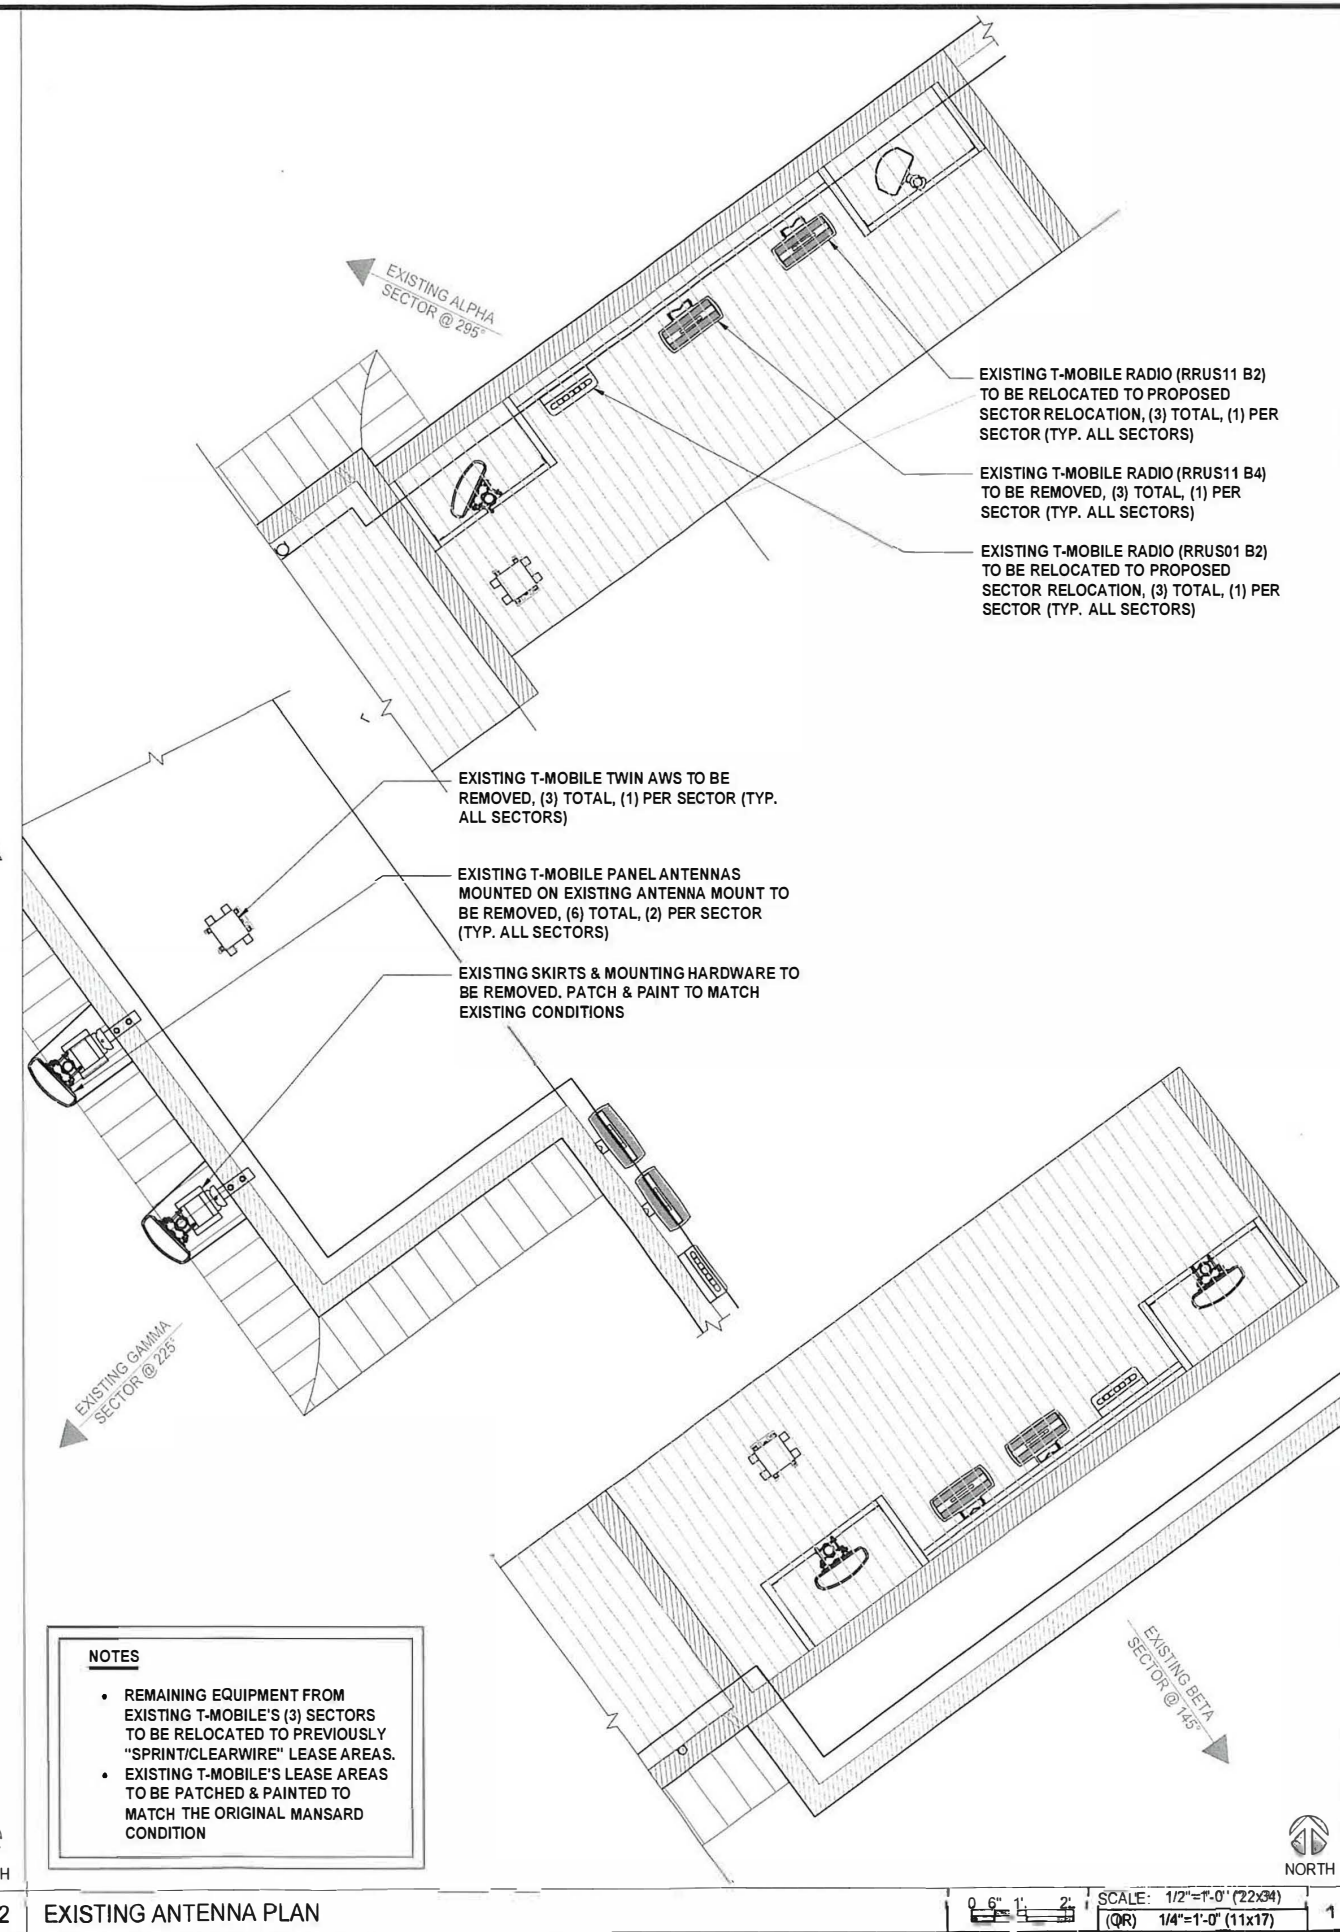 EXISTING ALPHA
SECTOR @ 295°
EXISTING T-MOBILE RADIO (RRUS11 B2)
TO BE RELOCATED TO PROPOSED
SECTOR RELOCATION, (3) TOTAL, (1) PER
SECTOR (TYP. ALL SECTORS)
EXISTING T-MOBILE RADIO (RRUS11 B4)
TO BE REMOVED, (3) TOTAL, (1) PER
SECTOR (TYP. ALL SECTORS)
EXISTING T-MOBILE RADIO (RRUS01 B2)
TO BE RELOCATED TO PROPOSED
SECTOR RELOCATION, (3) TOTAL, (1) PER
SECTOR (TYP. ALL SECTORS)
EXISTING T-MOBILE TWIN AWS TO BE
REMOVED, (3) TOTAL, (1) PER SECTOR (TYP.
ALL SECTORS)
EXISTING T-MOBILE PANEL ANTENNAS
MOUNTED ON EXISTING ANTENNA MOUNT TO
BE REMOVED, (6) TOTAL, (2) PER SECTOR
(TYP. ALL SECTORS)
EXISTING SKIRTS & MOUNTING HARDWARE TO
BE REMOVED. PATCH & PAINT TO MATCH
EXISTING CONDITIONS
EXISTING GAMMA
SECTOR @ 225°
EXISTING BETA
SECTOR @ 145°
NOTES
• REMAINING EQUIPMENT FROM
EXISTING T-MOBILE'S (3) SECTORS
TO BE RELOCATED TO PREVIOUSLY
"SPRINT/CLEARWIRE" LEASE AREAS.
• EXISTING T-MOBILE'S LEASE AREAS
TO BE PATCHED & PAINTED TO
MATCH THE ORIGINAL MANSARD
CONDITION
NORTH
H
2
EXISTING ANTENNA PLAN
0 6" 1' 2'
SCALE: 1/2"=1'-0" (22x34)
(OR) 1/4"=1'-0" (11x17)
1